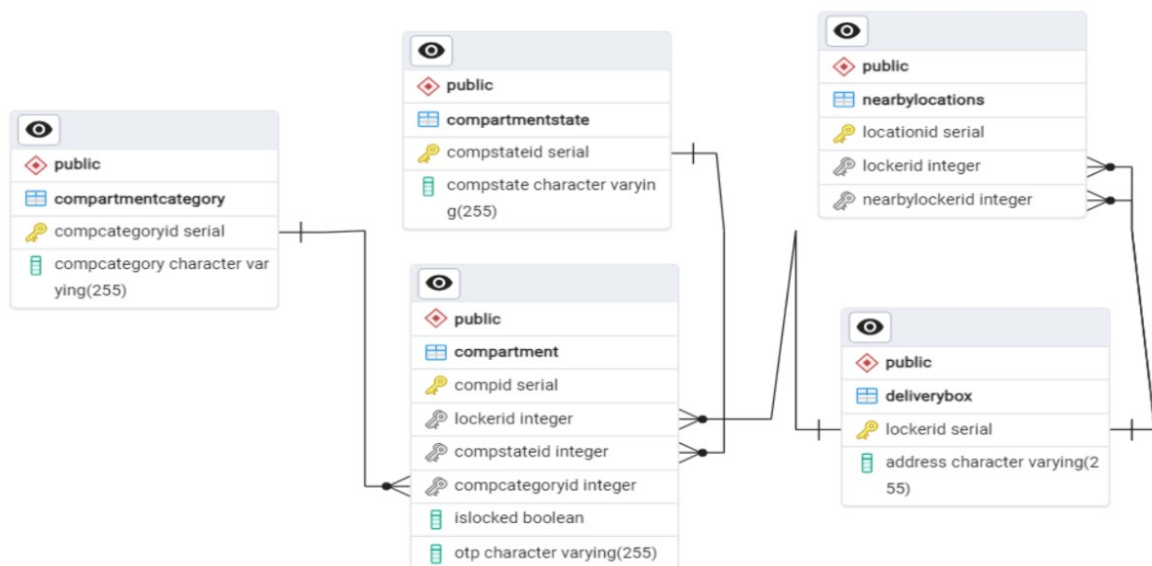 public
compartmentcategory
compcategoryid serial
compcategory character var
ying(255)
public
compartmentstate
compstateid serial
compstate character varyin
g(255)
public
compartment
compid serial
lockerid integer
compstateid integer
compcategoryid integer
islocked boolean
otp character varying(255)
public
nearbylocations
locationid serial
lockerid integer
nearbylockerid integer
public
deliverybox
lockerid serial
address character varying(2
55)